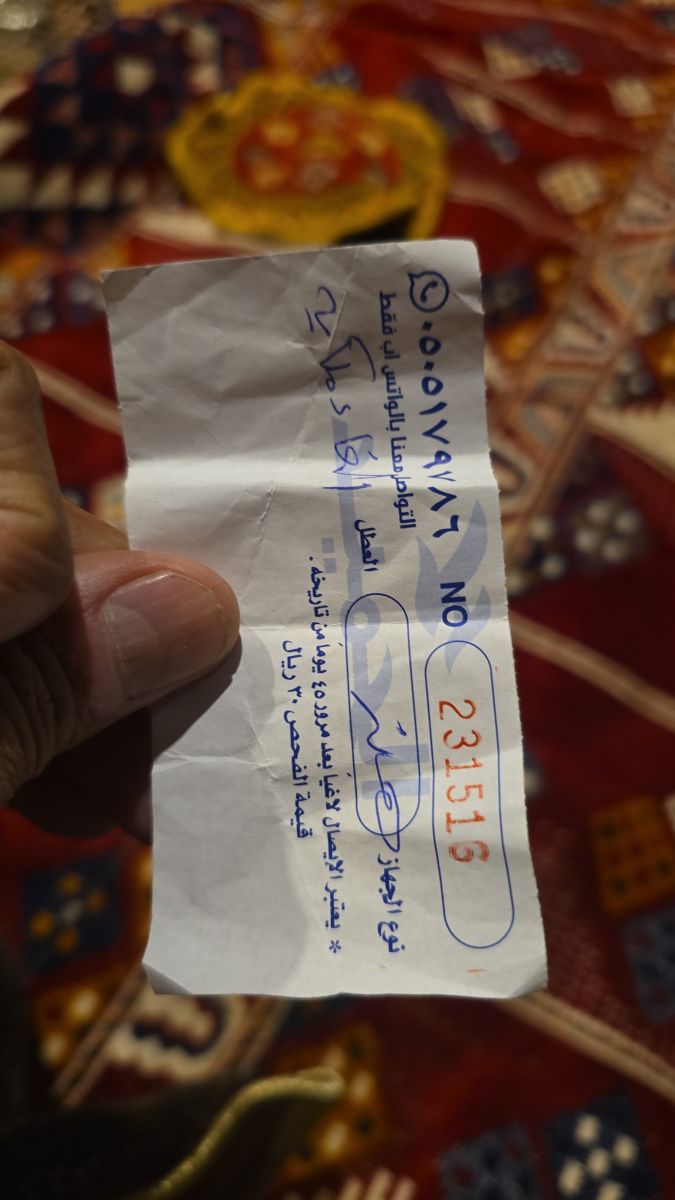 ٠٥٠٥١٧٩٧٨٦ NO 231516
التواصل معنا بالواتس اب فقط
نوع الجهاز العطل
* يعتبر الإيصال لاغيا بعد مرور ٤٥ يوما من تاريخه .
قيمة الفحص ٣٠ ريال